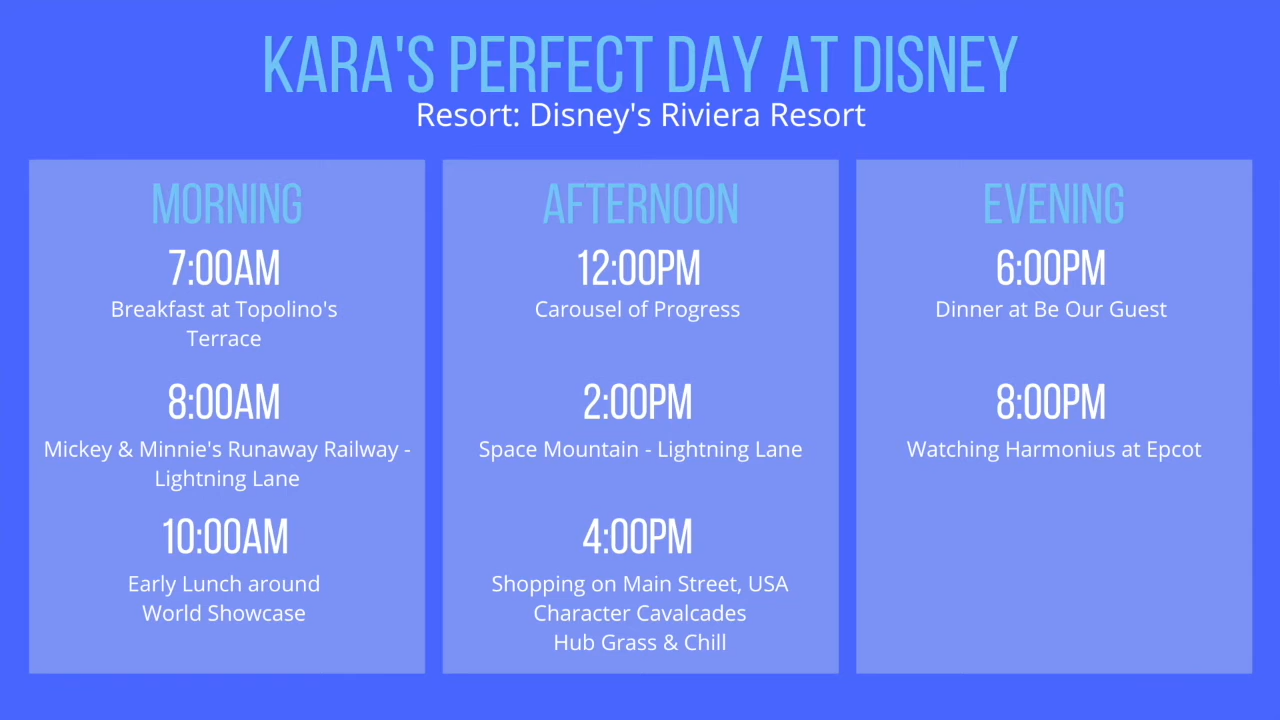 KARA'S PERFECT DAY AT DISNEY
Resort: Disney's Riviera Resort
MORNING
7:00AM
Breakfast at Topolino's
Terrace
8:00AM
Mickey & Minnie's Runaway Railway -
Lightning Lane
10:00AM
Early Lunch around
World Showcase
AFTERNOON
12:00PM
Carousel of Progress
2:00PM
Space Mountain - Lightning Lane
4:00PM
Shopping on Main Street, USA
Character Cavalcades
Hub Grass & Chill
EVENING
6:00PM
Dinner at Be Our Guest
8:00PM
Watching Harmonius at Epcot